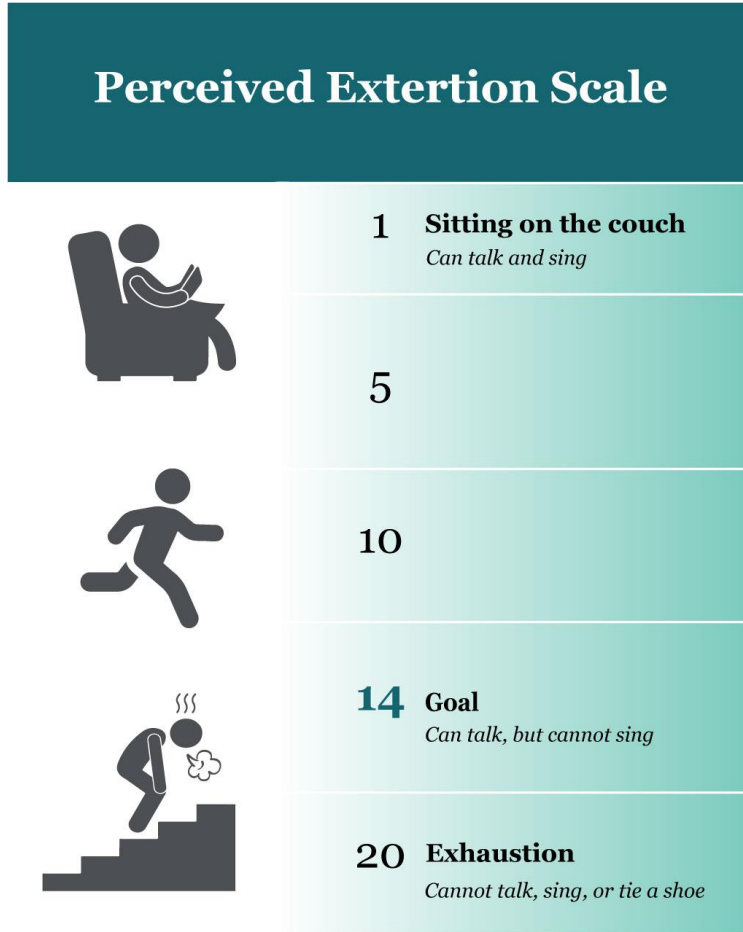 Perceived Extertion Scale
1 Sitting on the couch
Can talk and sing
5
10
14 Goal
Can talk, but cannot sing
20 Exhaustion
Cannot talk, sing, or tie a shoe